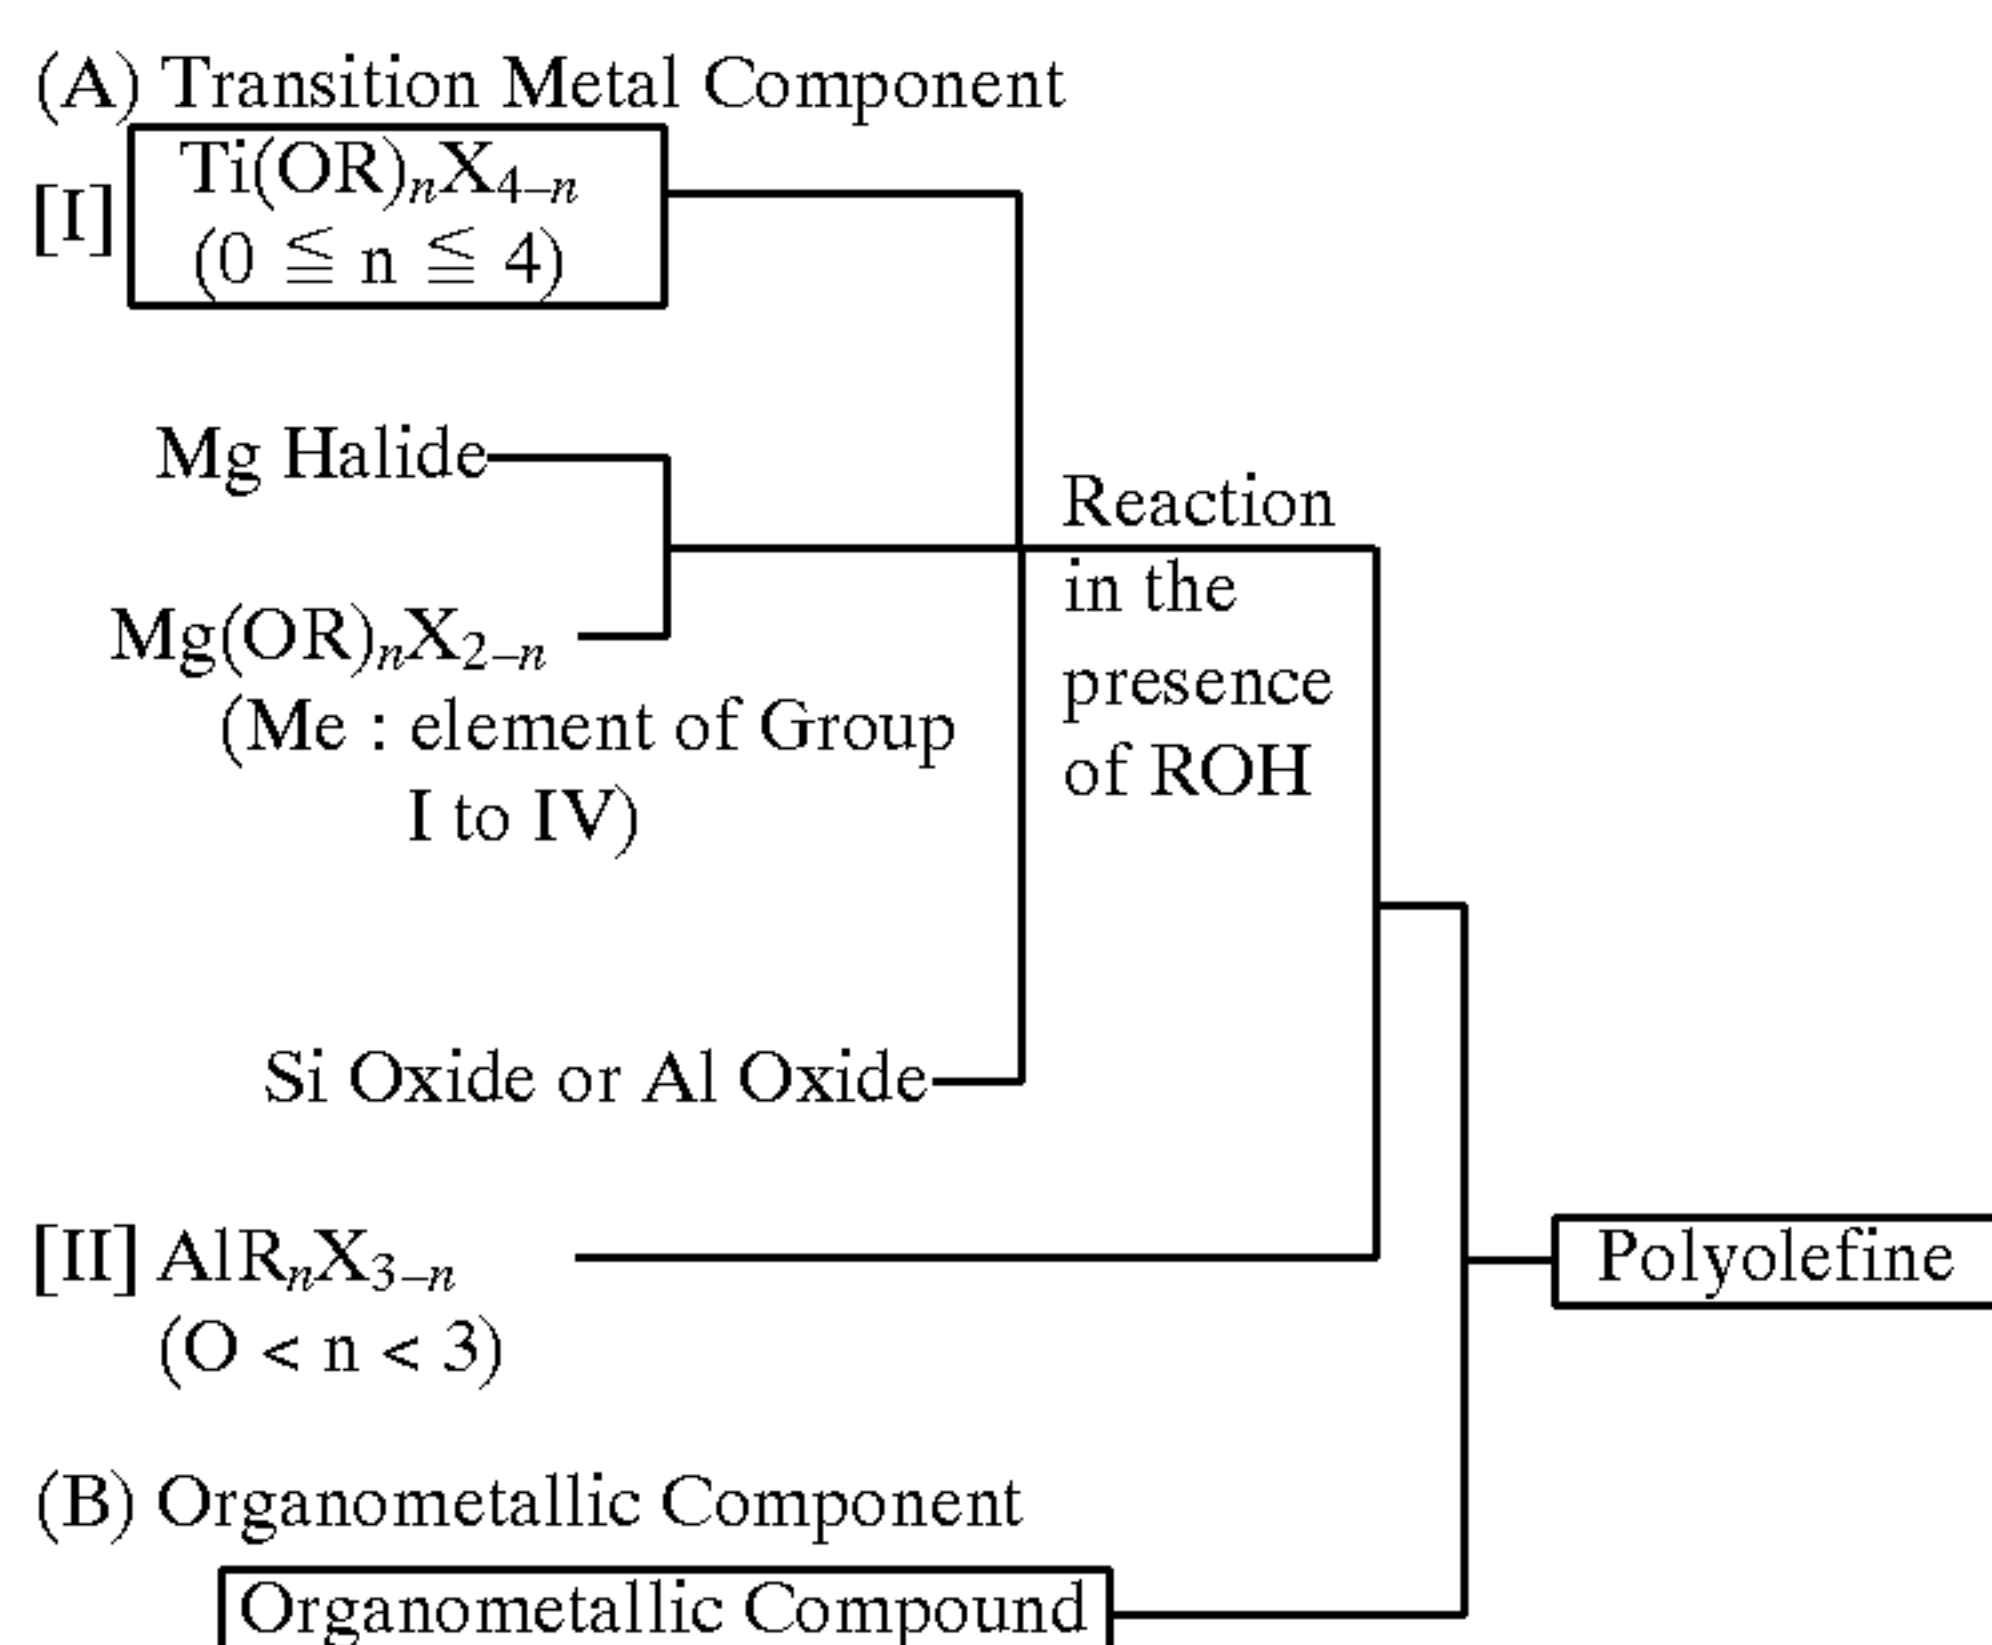 (A) Transition Metal Component
Ti(OR)ₙX₄₋ₙ
[I]
(0 ≦ n ≦ 4)
Mg Halide
Reaction
in the
Mg(OR)ₙX₂₋ₙ
presence
(Me : element of Group
of ROH
I to IV)
Si Oxide or Al Oxide
[II] AlRₙX₃₋ₙ
Polyolefine
(O < n < 3)
(B) Organometallic Component
Organometallic Compound